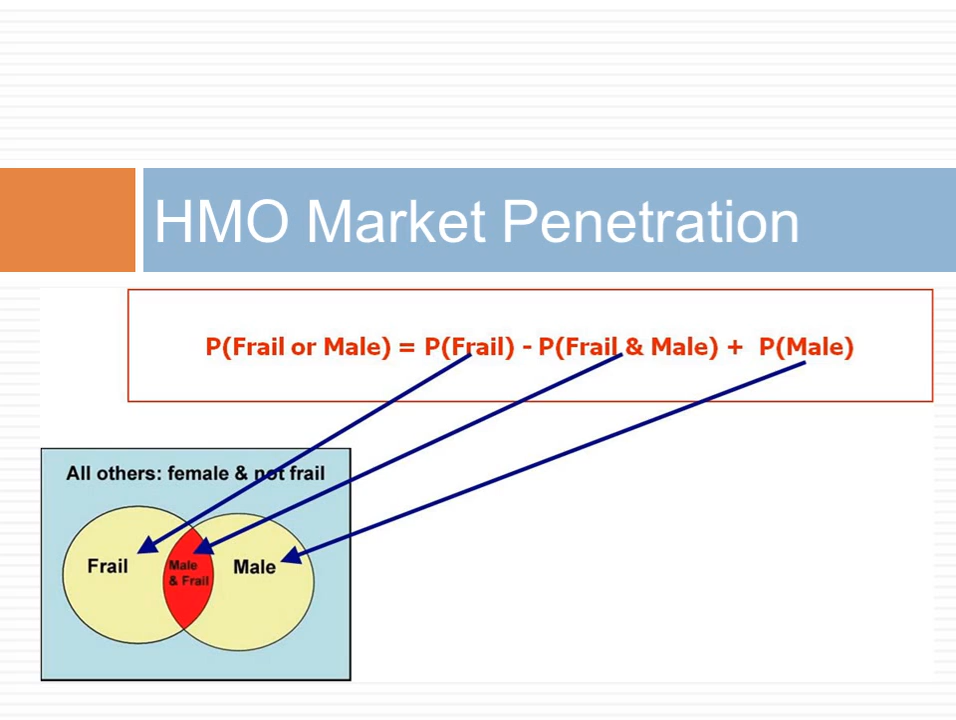 HMO Market Penetration
P(Frail or Male) = P(Frail) - P(Frail & Male) + P(Male)
All others: female & not frail
Frail
Male
& Frail
Male